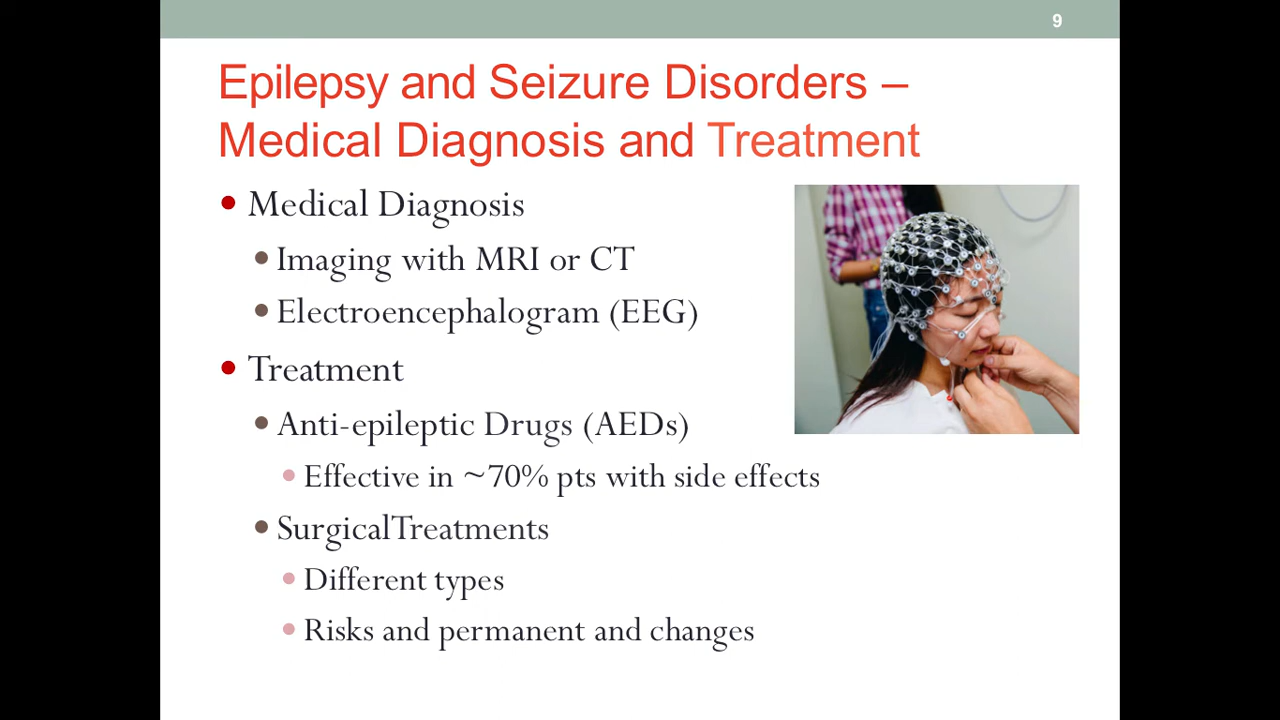 9
Epilepsy and Seizure Disorders –
Medical Diagnosis and Treatment
• Medical Diagnosis
• Imaging with MRI or CT
• Electroencephalogram (EEG)
• Treatment
• Anti-epileptic Drugs (AEDs)
• Effective in ~70% pts with side effects
• SurgicalTreatments
• Different types
• Risks and permanent and changes